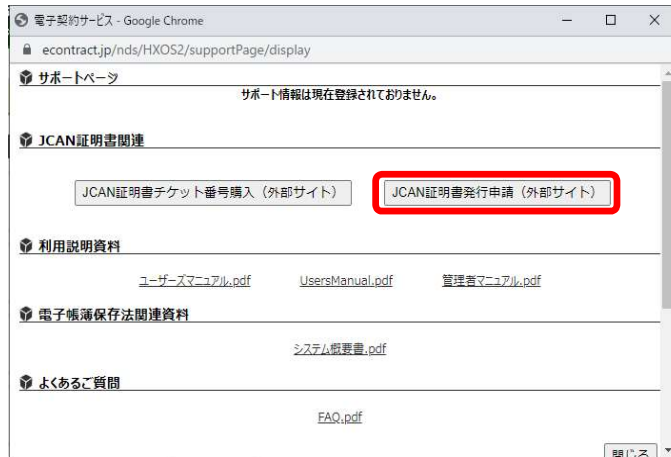 電子契約サービス - Google Chrome
econtract.jp/nds/HXOS2/supportPage/display
サポートページ
サポート情報は現在登録されておりません。
JCAN証明書関連
JCAN証明書チケット番号購入（外部サイト） JCAN証明書発行申請（外部サイト）
利用説明資料
ユーザーズマニュアル.pdf UsersManual.pdf 管理者マニュアル.pdf
電子帳簿保存法関連資料
システム概要書.pdf
よくあるご質問
FAQ.pdf
閉じる